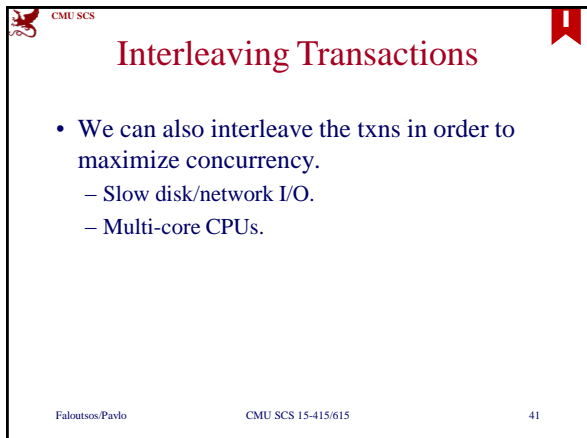 CMU SCS
Interleaving Transactions
• We can also interleave the txns in order to
maximize concurrency.
– Slow disk/network I/O.
– Multi-core CPUs.
Faloutsos/Pavlo CMU SCS 15-415/615 41